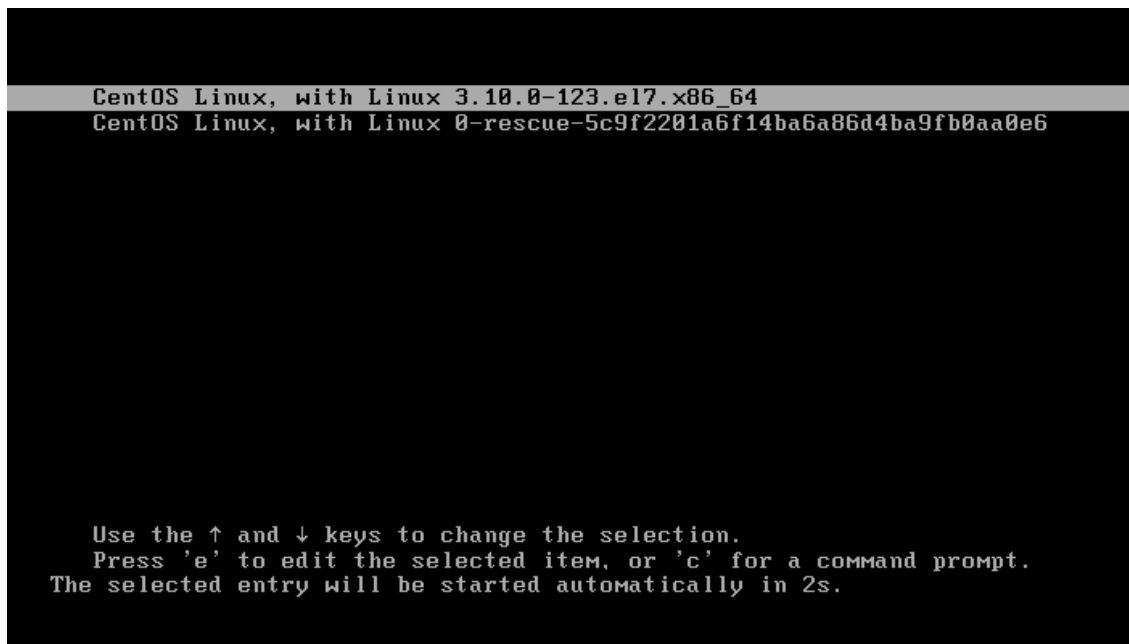 CentOS Linux, with Linux 3.10.0-123.el7.x86_64
CentOS Linux, with Linux 0-rescue-5c9f2201a6f14ba6a86d4ba9fb0aa0e6
Use the ↑ and ↓ keys to change the selection.
Press 'e' to edit the selected item, or 'c' for a command prompt.
The selected entry will be started automatically in 2s.